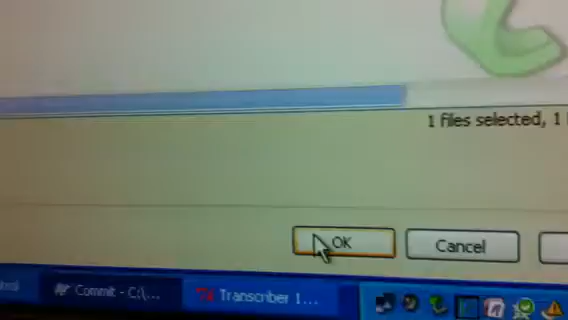 1 files selected, 1
OK
Cancel
Commit - C:\...
Transcriber 1...